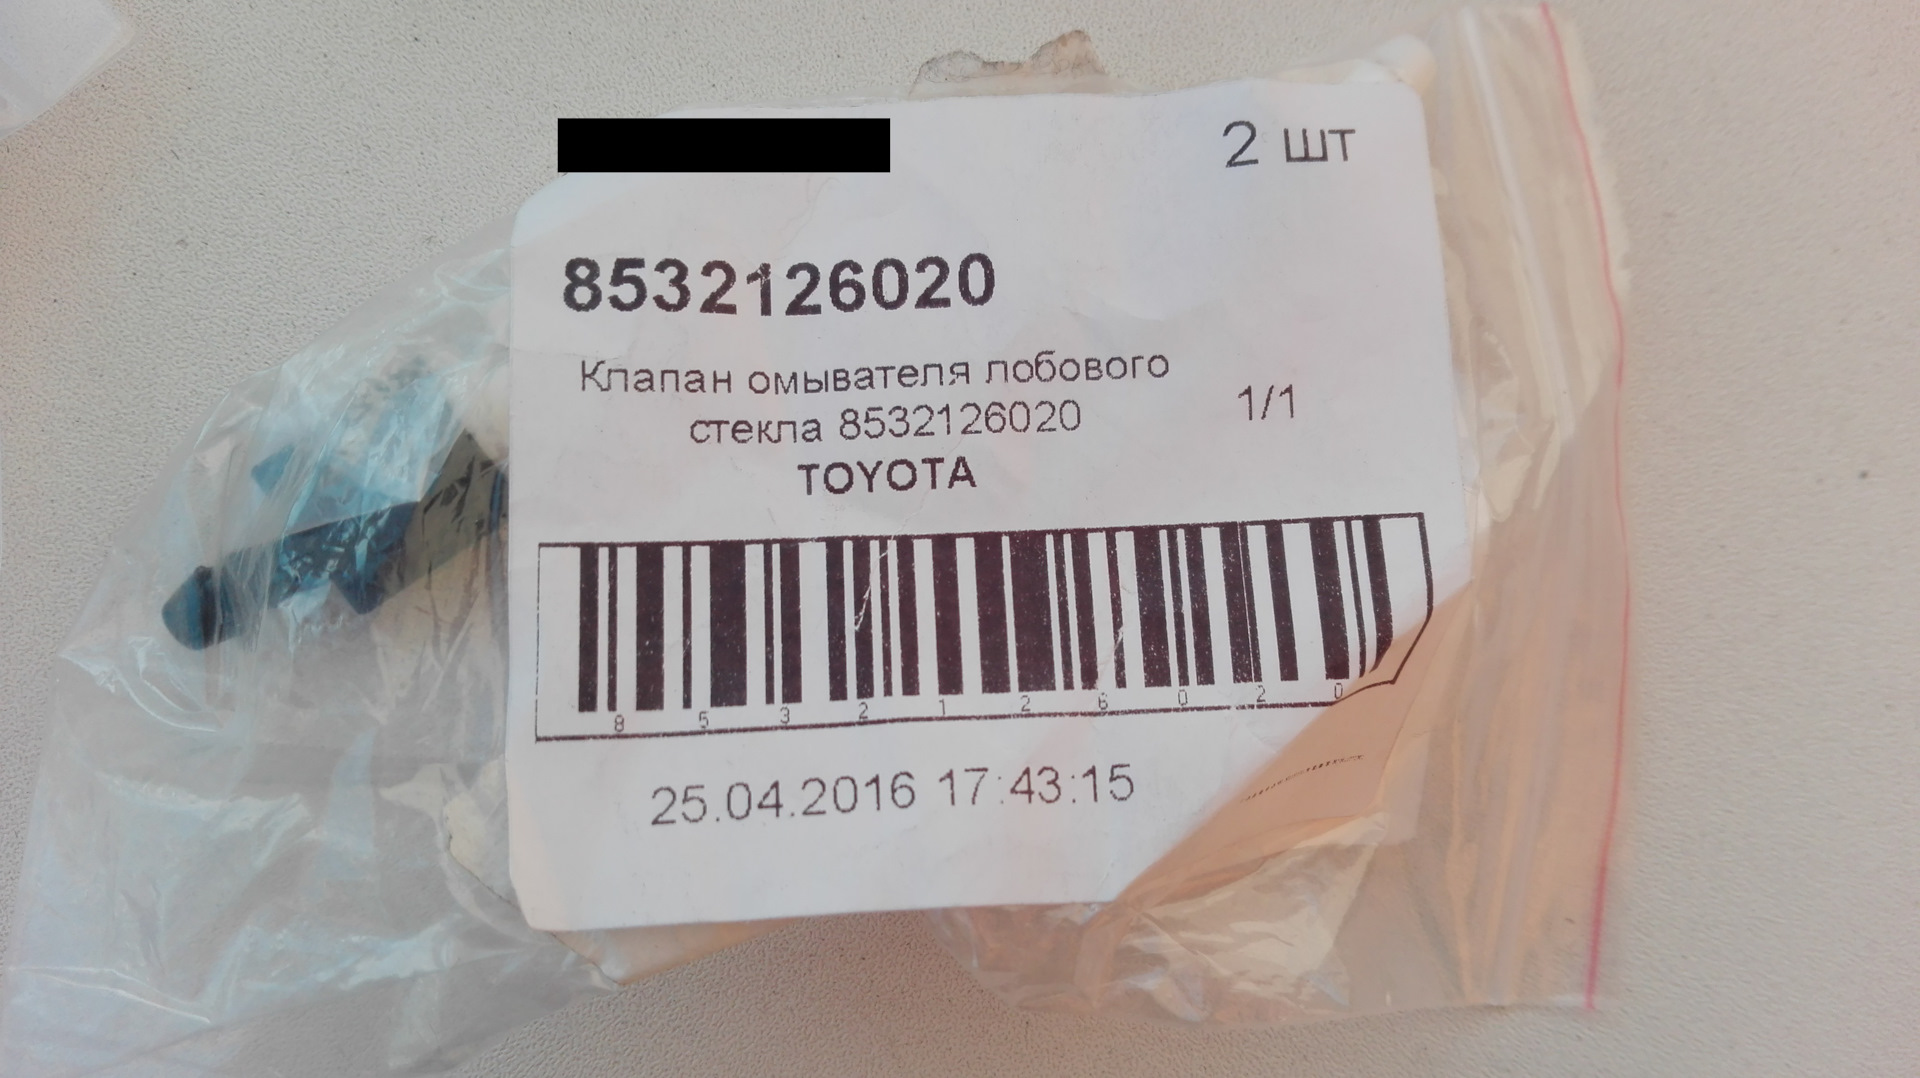 2 шт
8532126020
Клапан омывателя лобового
стекла 8532126020
1/1
TOYOTA
8 5 3 2 1 2 6 0 2 0
25.04.2016 17:43:15